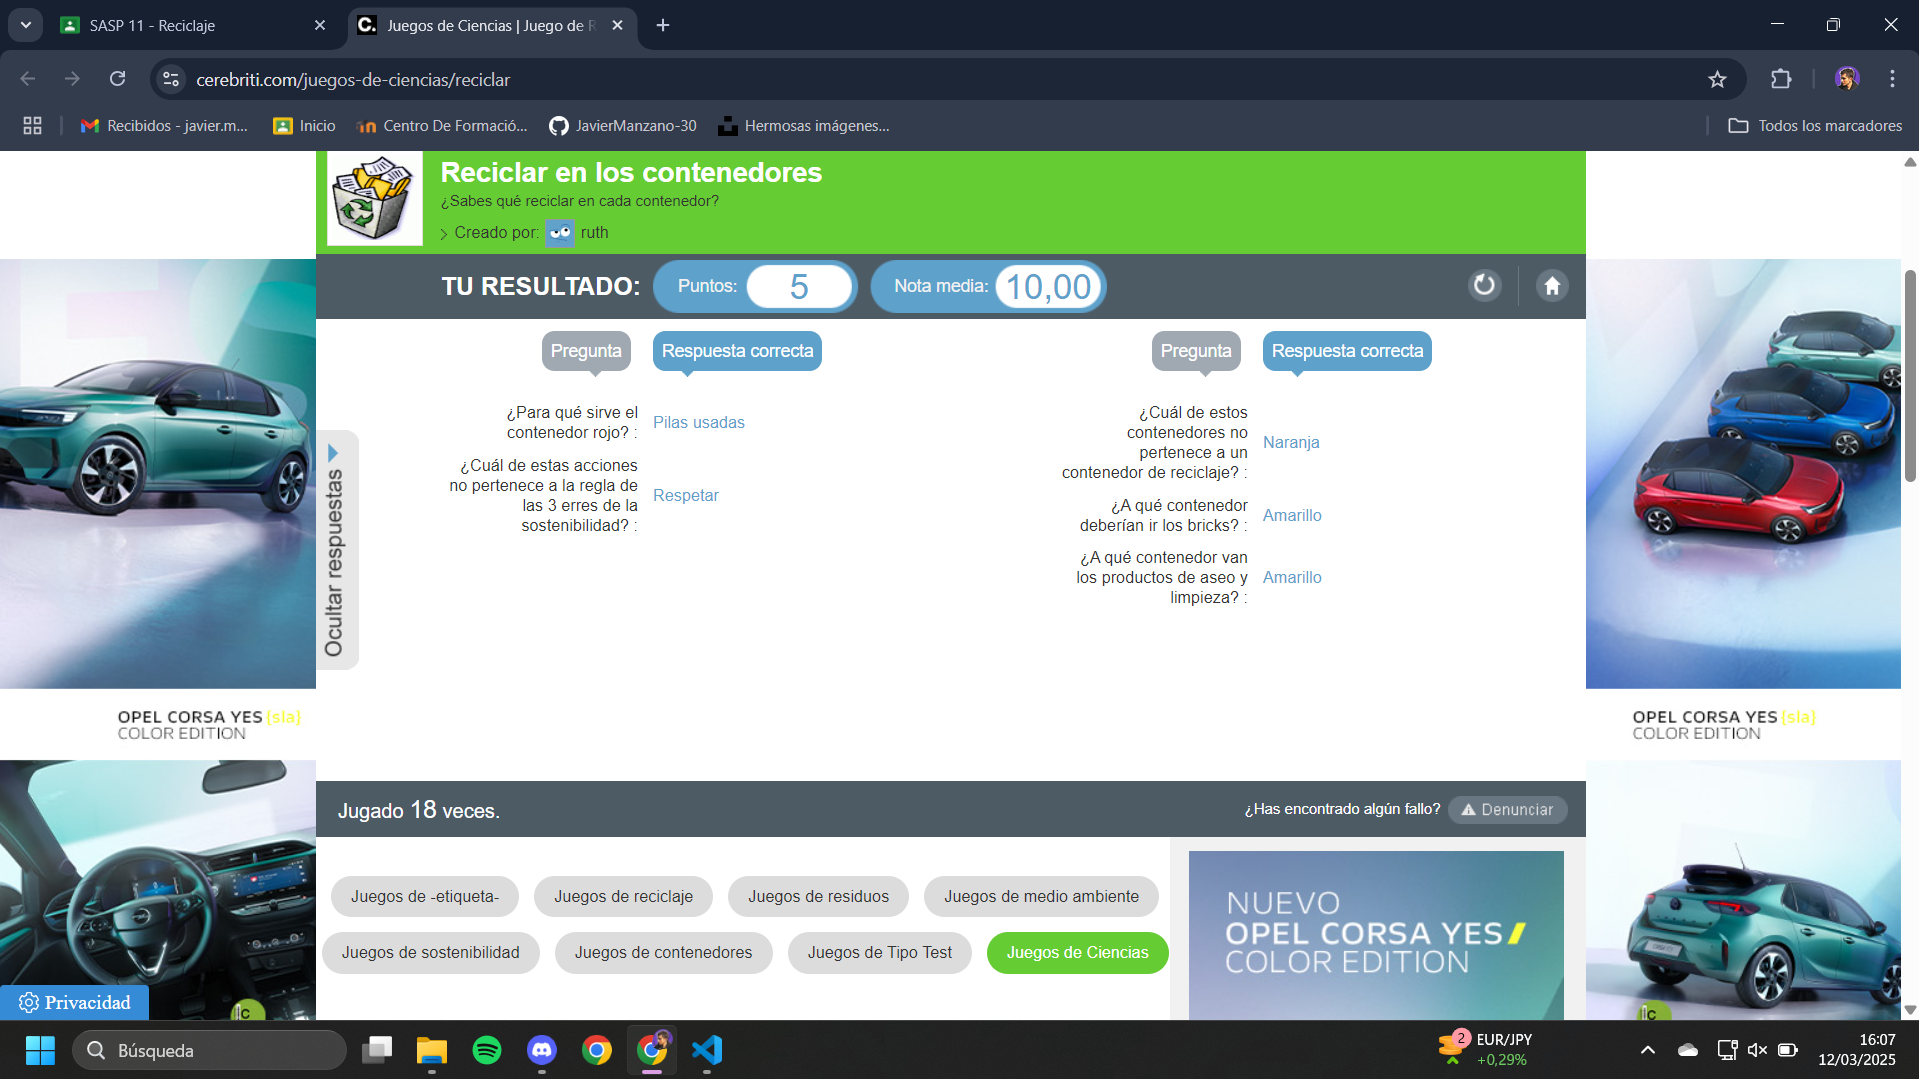 SASP 11 - Reciclaje
Juegos de Ciencias | Juego de R
cerebriti.com/juegos-de-ciencias/reciclar
Recibidos - javier.m...
Inicio
Centro De Formació...
JavierManzano-30
Hermosas imágenes...
Todos los marcadores
Reciclar en los contenedores
¿Sabes qué reciclar en cada contenedor?
Creado por: ruth
TU RESULTADO:
Puntos: 5
Nota media: 10,00
Ocultar respuestas
Pregunta
Respuesta correcta
¿Para qué sirve el
contenedor rojo? :
Pilas usadas
¿Cuál de estas acciones
no pertenece a la regla de
las 3 erres de la
sostenibilidad? :
Respetar
Pregunta
Respuesta correcta
¿Cuál de estos
contenedores no
pertenece a un
contenedor de reciclaje? :
Naranja
¿A qué contenedor
deberían ir los bricks? :
Amarillo
¿A qué contenedor van
los productos de aseo y
limpieza? :
Amarillo
OPEL CORSA YES {sla}
COLOR EDITION
OPEL CORSA YES {sla}
COLOR EDITION
Jugado 18 veces.
¿Has encontrado algún fallo?
Denunciar
Juegos de -etiqueta-
Juegos de reciclaje
Juegos de residuos
Juegos de medio ambiente
Juegos de sostenibilidad
Juegos de contenedores
Juegos de Tipo Test
Juegos de Ciencias
NUEVO
OPEL CORSA YES
COLOR EDITION
Privacidad
Búsqueda
2
EUR/JPY
+0,29%
16:07
12/03/2025